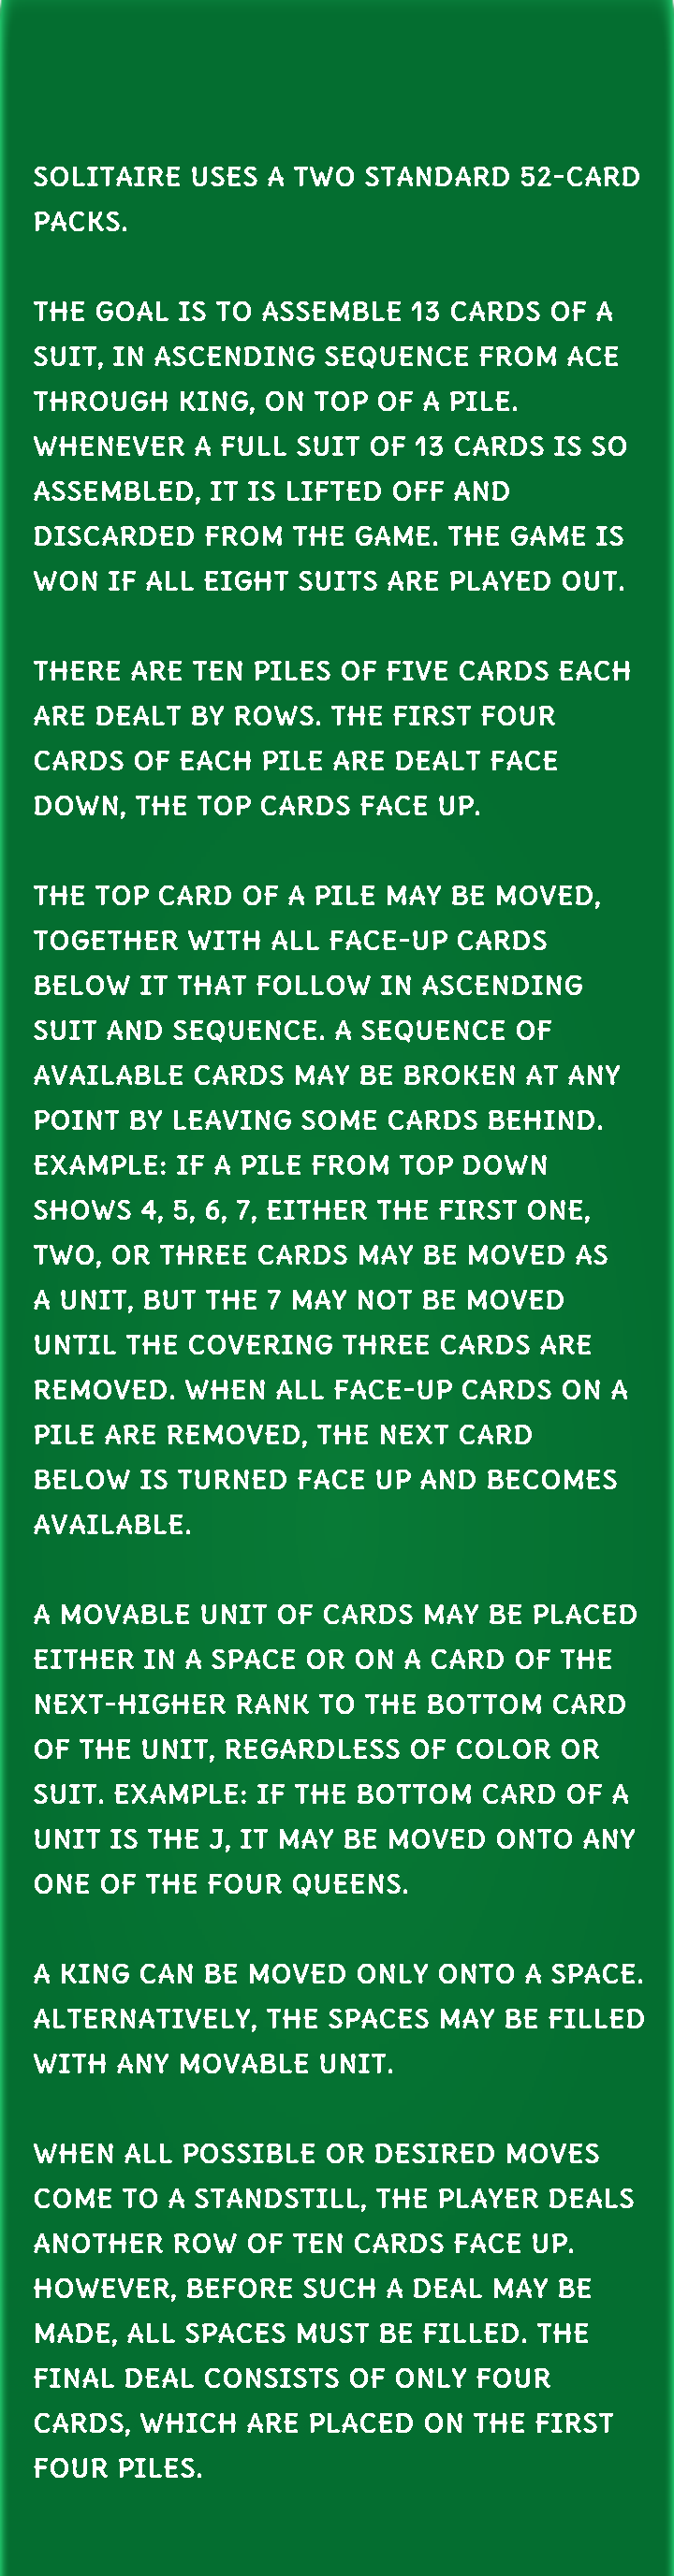 SOLITAIRE USES A TWO STANDARD 52-CARD
PACKS.
THE GOAL IS TO ASSEMBLE 13 CARDS OF A
SUIT, IN ASCENDING SEQUENCE FROM ACE
THROUGH KING, ON TOP OF A PILE.
WHENEVER A FULL SUIT OF 13 CARDS IS SO
ASSEMBLED, IT IS LIFTED OFF AND
DISCARDED FROM THE GAME. THE GAME IS
WON IF ALL EIGHT SUITS ARE PLAYED OUT.
THERE ARE TEN PILES OF FIVE CARDS EACH
ARE DEALT BY ROWS. THE FIRST FOUR
CARDS OF EACH PILE ARE DEALT FACE
DOWN, THE TOP CARDS FACE UP.
THE TOP CARD OF A PILE MAY BE MOVED,
TOGETHER WITH ALL FACE-UP CARDS
BELOW IT THAT FOLLOW IN ASCENDING
SUIT AND SEQUENCE. A SEQUENCE OF
AVAILABLE CARDS MAY BE BROKEN AT ANY
POINT BY LEAVING SOME CARDS BEHIND.
EXAMPLE: IF A PILE FROM TOP DOWN
SHOWS 4, 5, 6, 7, EITHER THE FIRST ONE,
TWO, OR THREE CARDS MAY BE MOVED AS
A UNIT, BUT THE 7 MAY NOT BE MOVED
UNTIL THE COVERING THREE CARDS ARE
REMOVED. WHEN ALL FACE-UP CARDS ON A
PILE ARE REMOVED, THE NEXT CARD
BELOW IS TURNED FACE UP AND BECOMES
AVAILABLE.
A MOVABLE UNIT OF CARDS MAY BE PLACED
EITHER IN A SPACE OR ON A CARD OF THE
NEXT-HIGHER RANK TO THE BOTTOM CARD
OF THE UNIT, REGARDLESS OF COLOR OR
SUIT. EXAMPLE: IF THE BOTTOM CARD OF A
UNIT IS THE J, IT MAY BE MOVED ONTO ANY
ONE OF THE FOUR QUEENS.
A KING CAN BE MOVED ONLY ONTO A SPACE.
ALTERNATIVELY, THE SPACES MAY BE FILLED
WITH ANY MOVABLE UNIT.
WHEN ALL POSSIBLE OR DESIRED MOVES
COME TO A STANDSTILL, THE PLAYER DEALS
ANOTHER ROW OF TEN CARDS FACE UP.
HOWEVER, BEFORE SUCH A DEAL MAY BE
MADE, ALL SPACES MUST BE FILLED. THE
FINAL DEAL CONSISTS OF ONLY FOUR
CARDS, WHICH ARE PLACED ON THE FIRST
FOUR PILES.